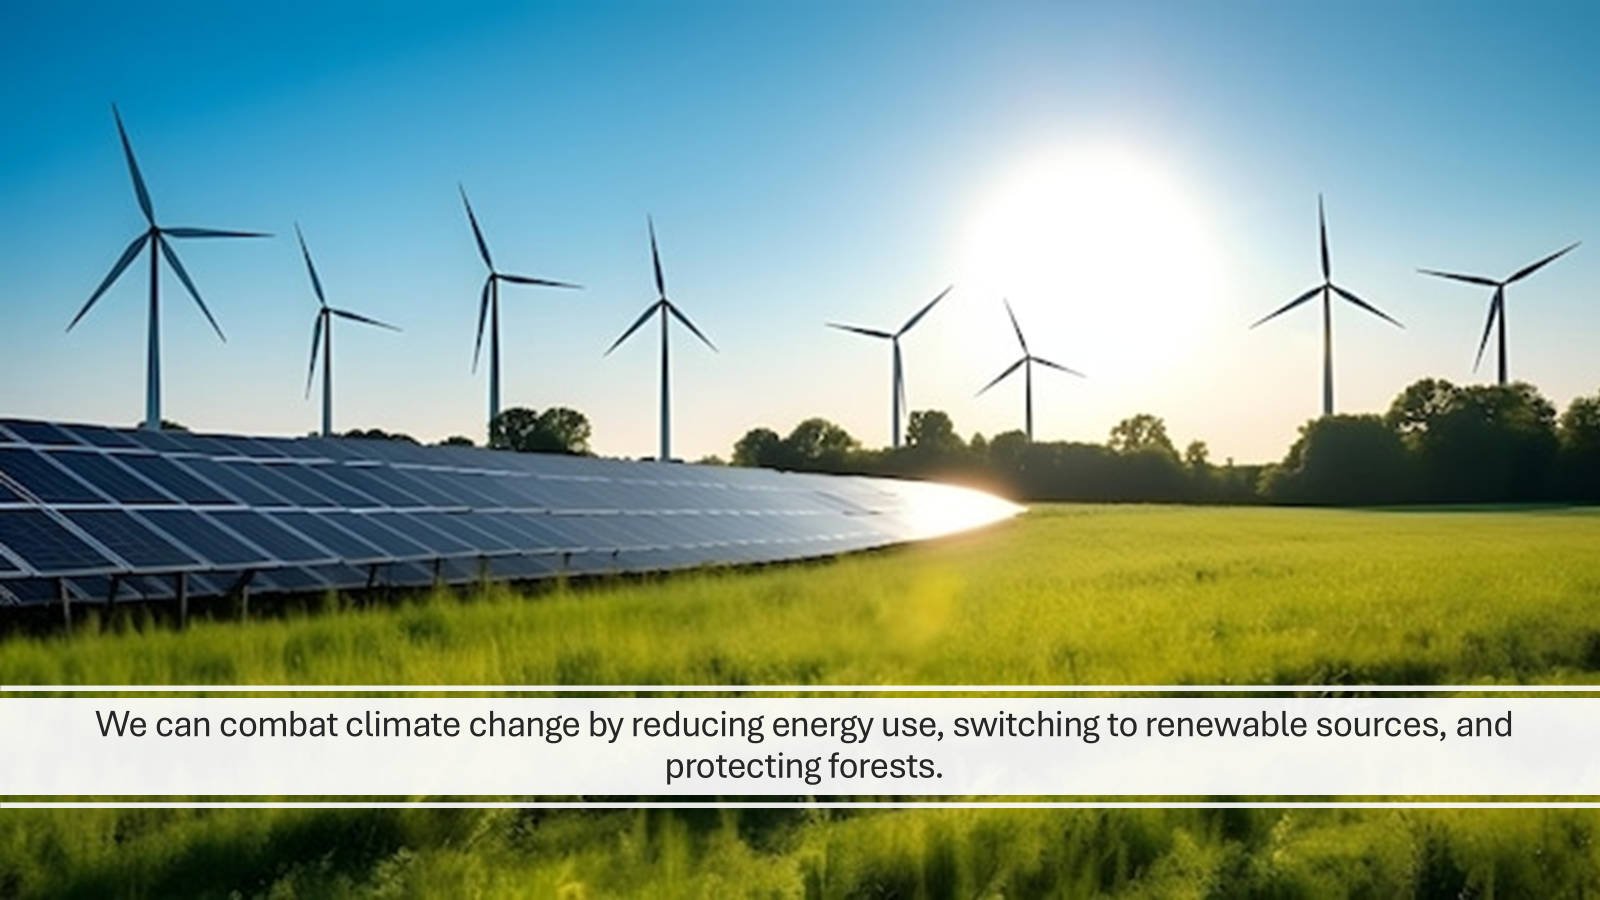 We can combat climate change by reducing energy use, switching to renewable sources, and
protecting forests.